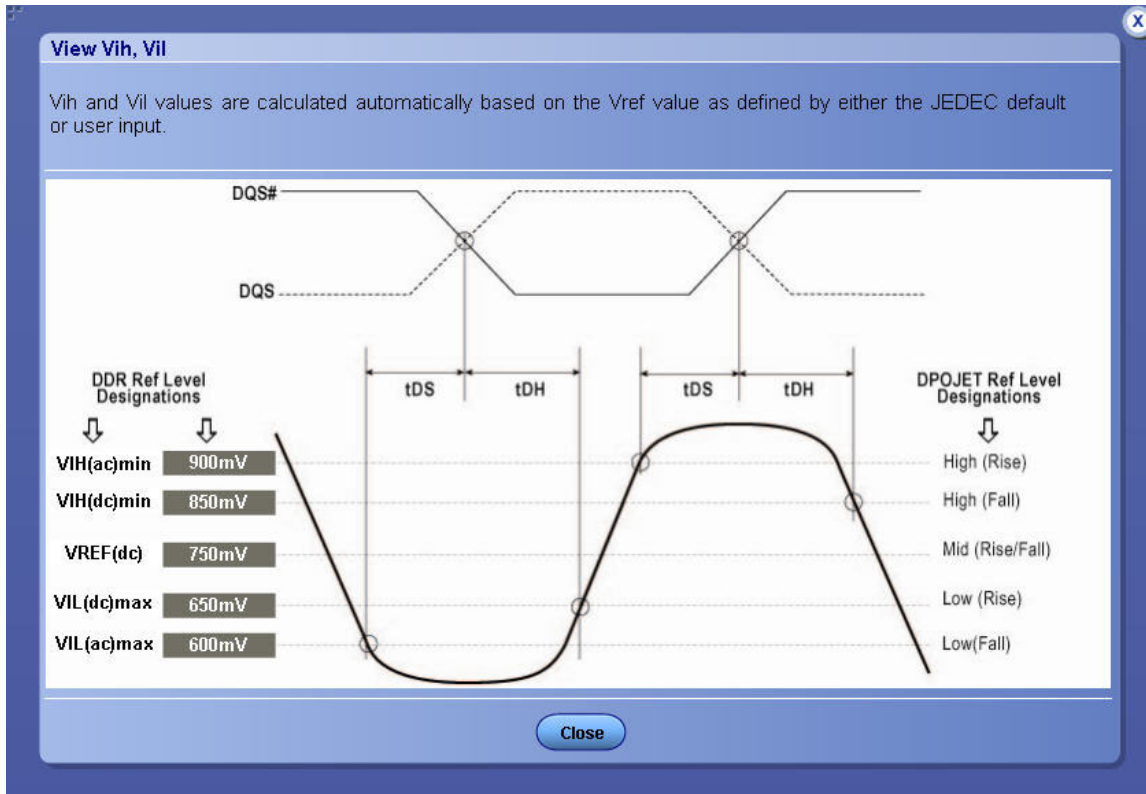 X
View Vih, Vil
Vih and Vil values are calculated automatically based on the Vref value as defined by either the JEDEC default
or user input.
DQS#
DQS
tDS
tDH
tDS
tDH
DDR Ref Level
Designations
DPOJET Ref Level
Designations
VIH(ac)min 900mV High (Rise)
VIH(dc)min 850mV High (Fall)
VREF(dc) 750mV Mid (Rise/Fall)
VIL(dc)max 650mV Low (Rise)
VIL(ac)max 600mV Low(Fall)
Close